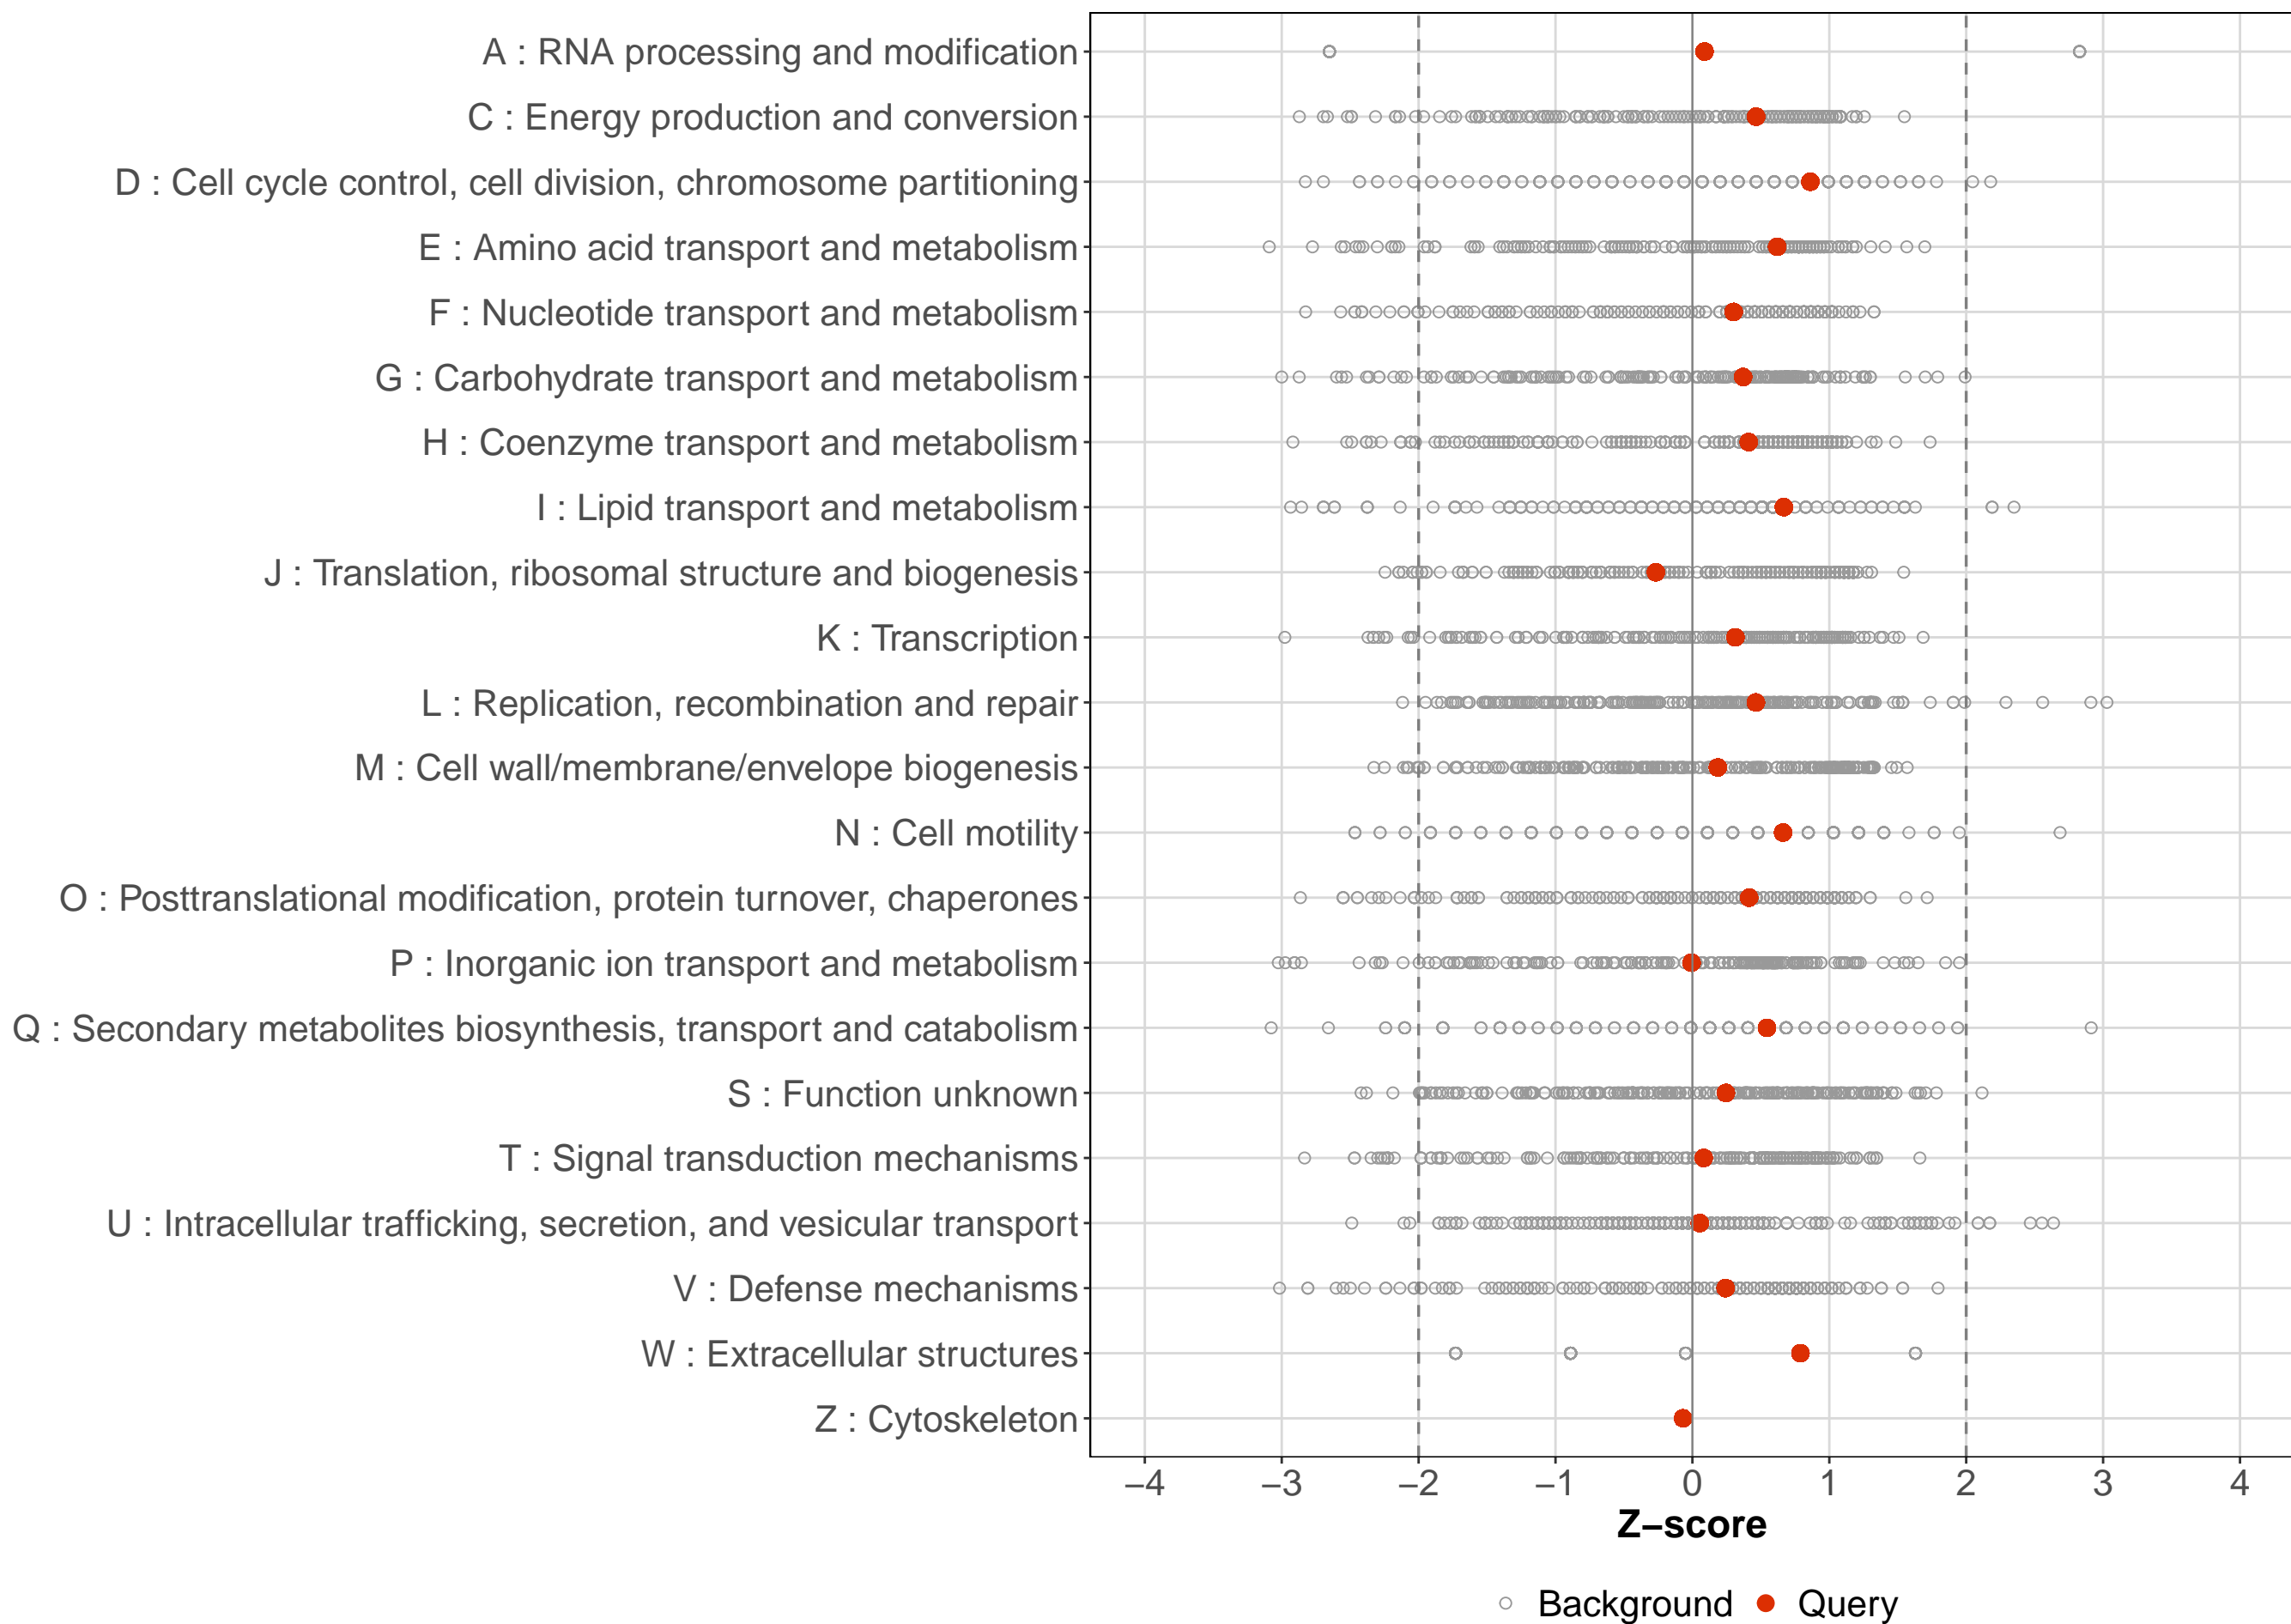 A : RNA processing and modification
C : Energy production and conversion
D : Cell cycle control, cell division, chromosome partitioning
E : Amino acid transport and metabolism
F : Nucleotide transport and metabolism
G : Carbohydrate transport and metabolism
H : Coenzyme transport and metabolism
I : Lipid transport and metabolism
J : Translation, ribosomal structure and biogenesis
K : Transcription
L : Replication, recombination and repair
M : Cell wall/membrane/envelope biogenesis
N : Cell motility
O : Posttranslational modification, protein turnover, chaperones
P : Inorganic ion transport and metabolism
Q : Secondary metabolites biosynthesis, transport and catabolism
S : Function unknown
T : Signal transduction mechanisms
U : Intracellular trafficking, secretion, and vesicular transport
V : Defense mechanisms
W : Extracellular structures
Z : Cytoskeleton
−4 −3 −2 −1 0 1 2 3 4
Z−score
Background Query